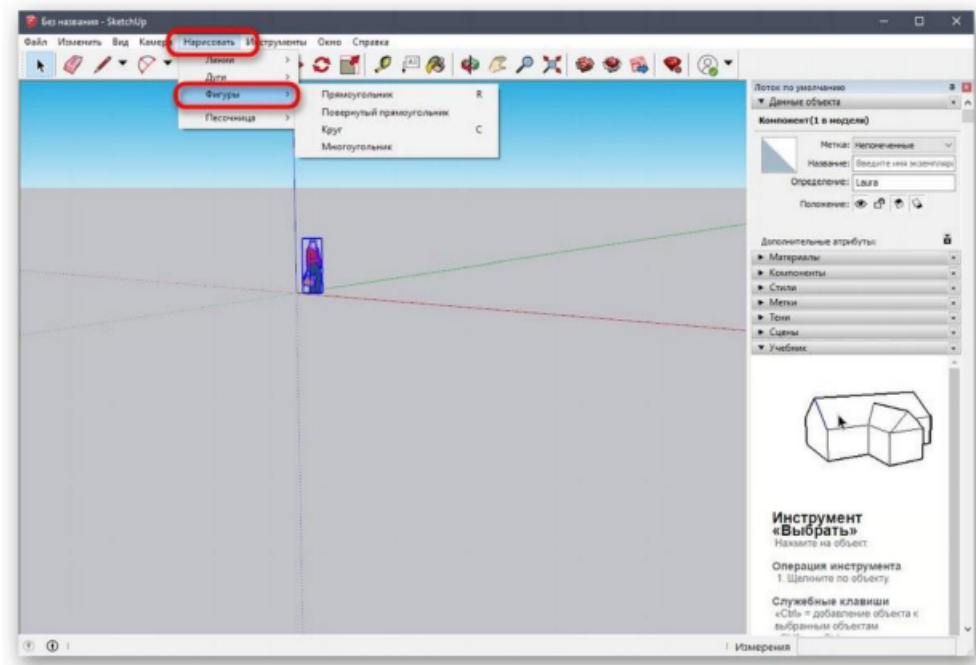 Без названия - SketchUp
Файл Изменить Вид Камера Нарисовать Инструменты Окно Справка
Линии
Дуги
Фигуры
Песочница
Прямоугольник R
Повернутый прямоугольник
Круг C
Многоугольник
Лоток по умолчанию
Данные объекта
Компонент(1 в модели)
Метка: Непомеченные
Название: Введите имя экземпляра
Определение: Laura
Положение:
Дополнительные атрибуты:
Материалы
Компоненты
Стили
Метки
Тени
Сцены
Учебник
Инструмент
«Выбрать»
Нажмите на объект.
Операция инструмента
1. Щелкните по объекту.
Служебные клавиши
«Ctrl» = добавление объекта к
выбранным объектам
Измерения